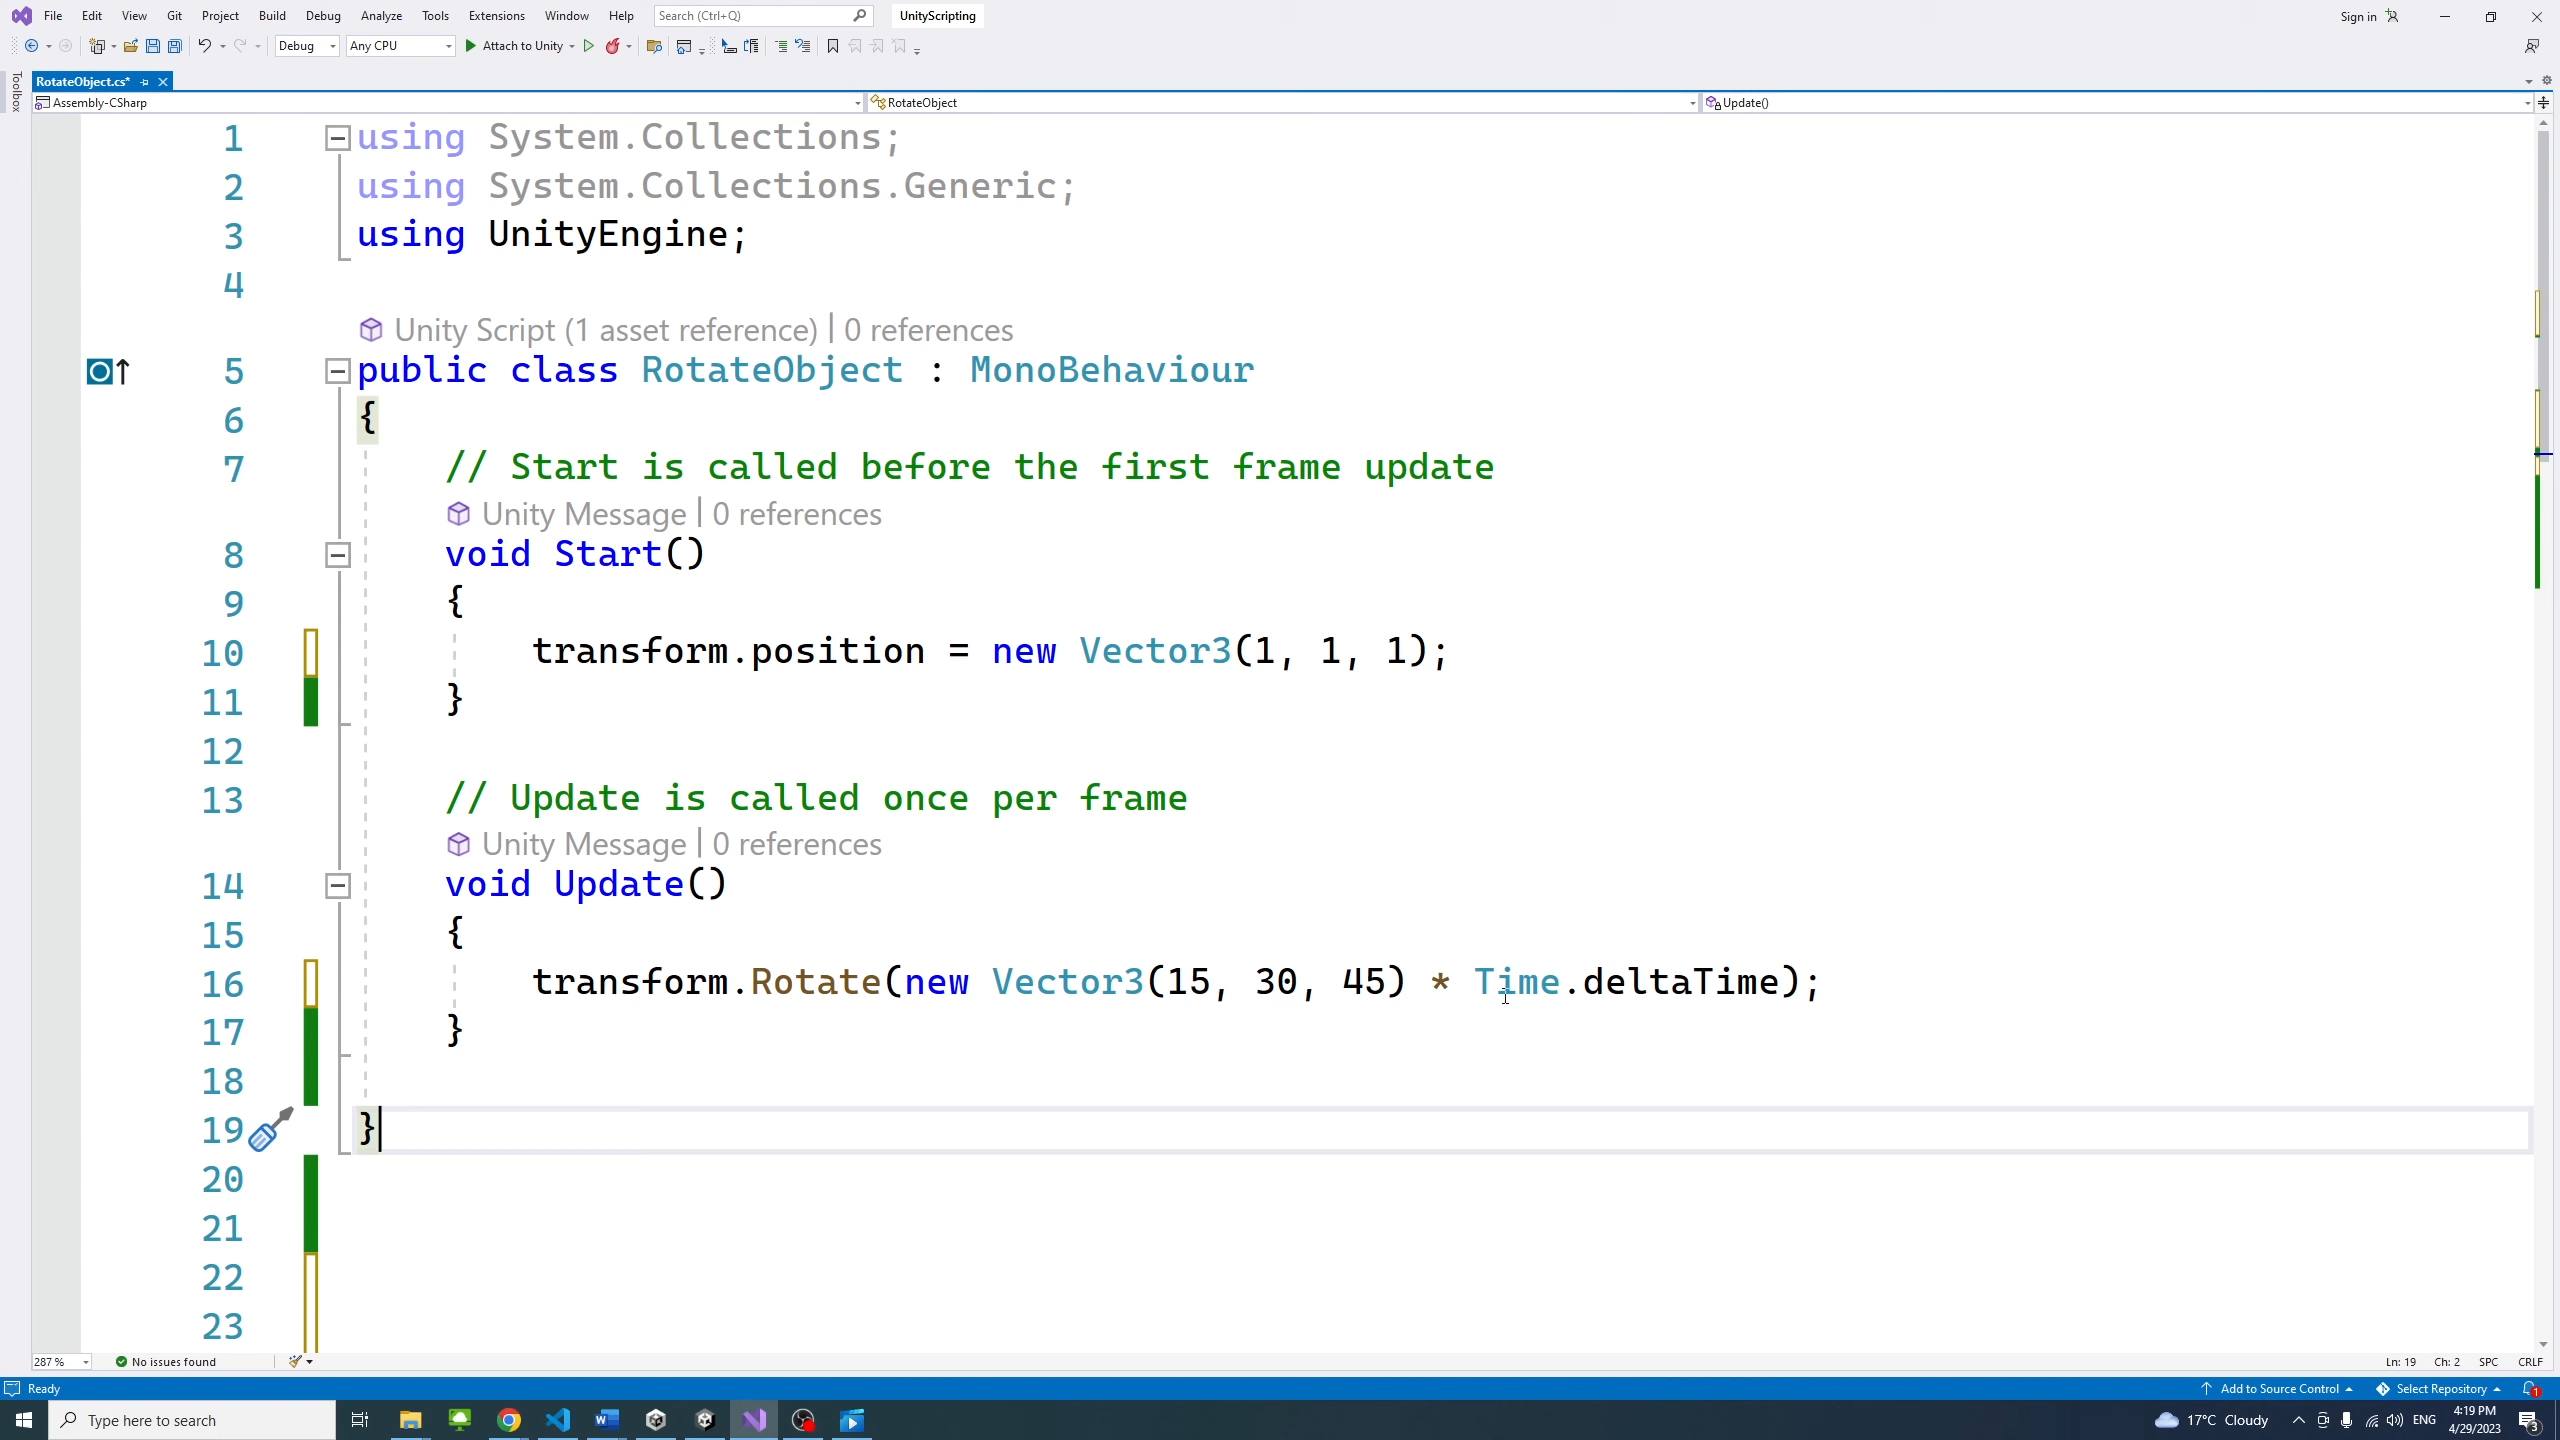 File Edit View Git Project Build Debug Analyze Tools Extensions Window Help Search (Ctrl+Q) UnityScripting Sign in
Debug Any CPU Attach to Unity
Toolbox
RotateObject.cs*
Assembly-CSharp RotateObject Update()
1 using System.Collections;
2 using System.Collections.Generic;
3 using UnityEngine;
4
Unity Script (1 asset reference) | 0 references
5 public class RotateObject : MonoBehaviour
6 {
7 // Start is called before the first frame update
Unity Message | 0 references
8 void Start()
9 {
10 transform.position = new Vector3(1, 1, 1);
11 }
12
13 // Update is called once per frame
Unity Message | 0 references
14 void Update()
15 {
16 transform.Rotate(new Vector3(15, 30, 45) * Time.deltaTime);
17 }
18
19 }
20
21
22
23
287 % No issues found Ln: 19 Ch: 2 SPC CRLF
Ready Add to Source Control Select Repository 1
Type here to search 17°C Cloudy ENG 4:19 PM
4/29/2023 3